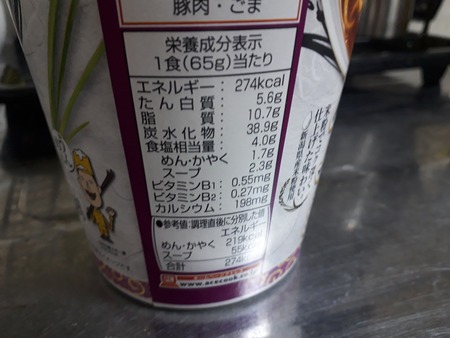 豚肉・ごま
栄養成分表示
1食(65g)当たり
エネルギー: 274kcal
たん白質: 5.6g
脂質: 10.7g
炭水化物: 38.9g
食塩相当量: 4.0g
めん・かやく 1.7g
スープ 2.3g
ビタミンB1: 0.55mg
ビタミンB2: 0.27mg
カルシウム: 198mg
●参考値:調理直後に分別した値
エネルギー
めん・かやく 219kcal
スープ 55kcal
合計 274kcal
www.acecook.co.jp